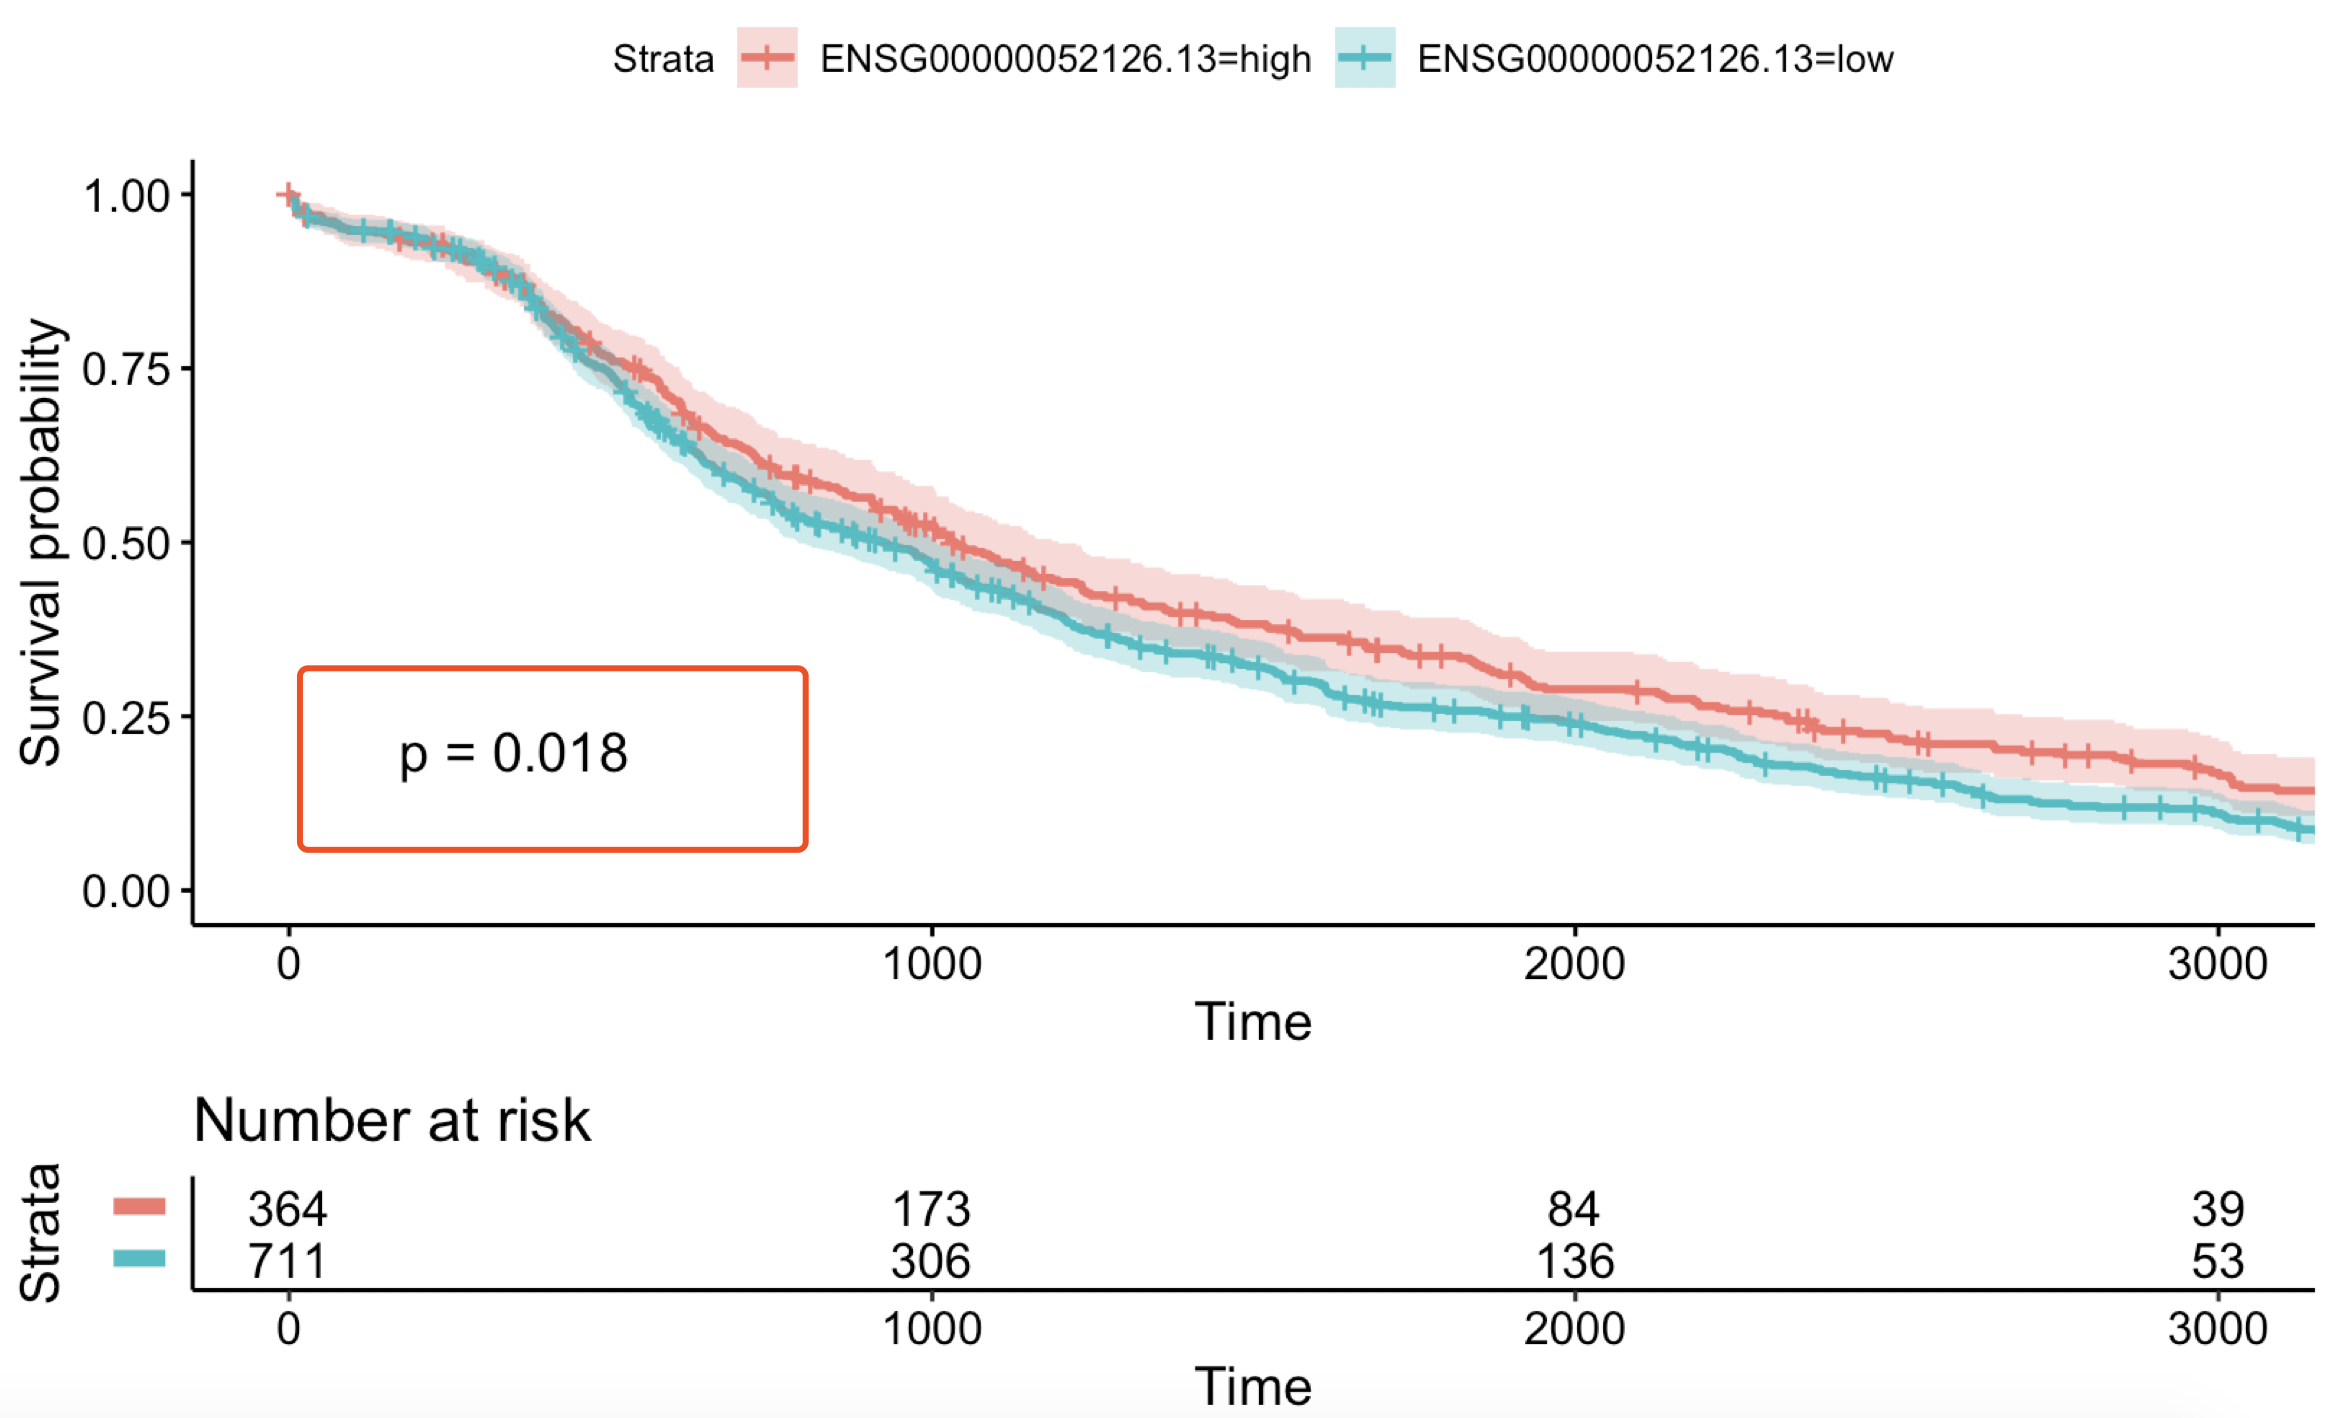 Strata ENSG00000052126.13=high ENSG00000052126.13=low
Survival probability
1.00
0.75
0.50
0.25
0.00
p = 0.018
0 1000 2000 3000
Time
Number at risk
Strata
364 173 84 39
711 306 136 53
0 1000 2000 3000
Time